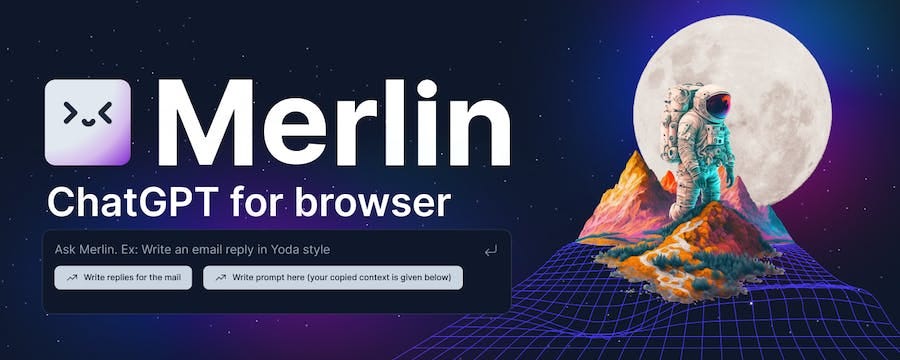 Merlin
ChatGPT for browser
Ask Merlin. Ex: Write an email reply in Yoda style
Write replies for the mail
Write prompt here (your copied context is given below)